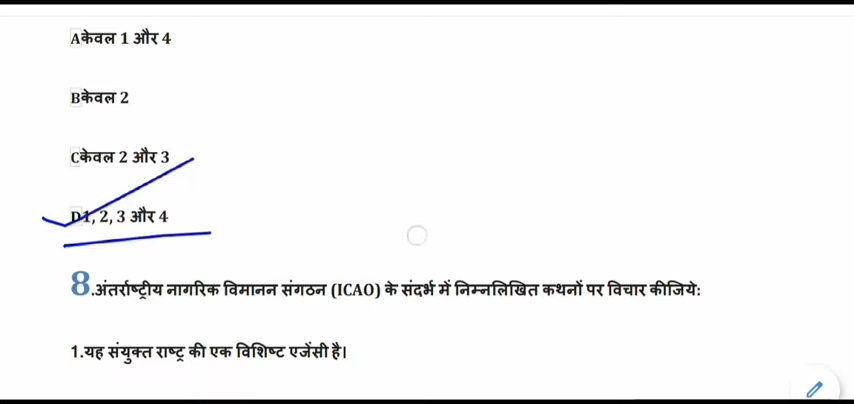 Aकेवल 1 और 4
Bकेवल 2
Cकेवल 2 और 3
D1, 2, 3 और 4
8.अंतर्राष्ट्रीय नागरिक विमानन संगठन (ICAO) के संदर्भ में निम्नलिखित कथनों पर विचार कीजिये:
1.यह संयुक्त राष्ट्र की एक विशिष्ट एजेंसी है।